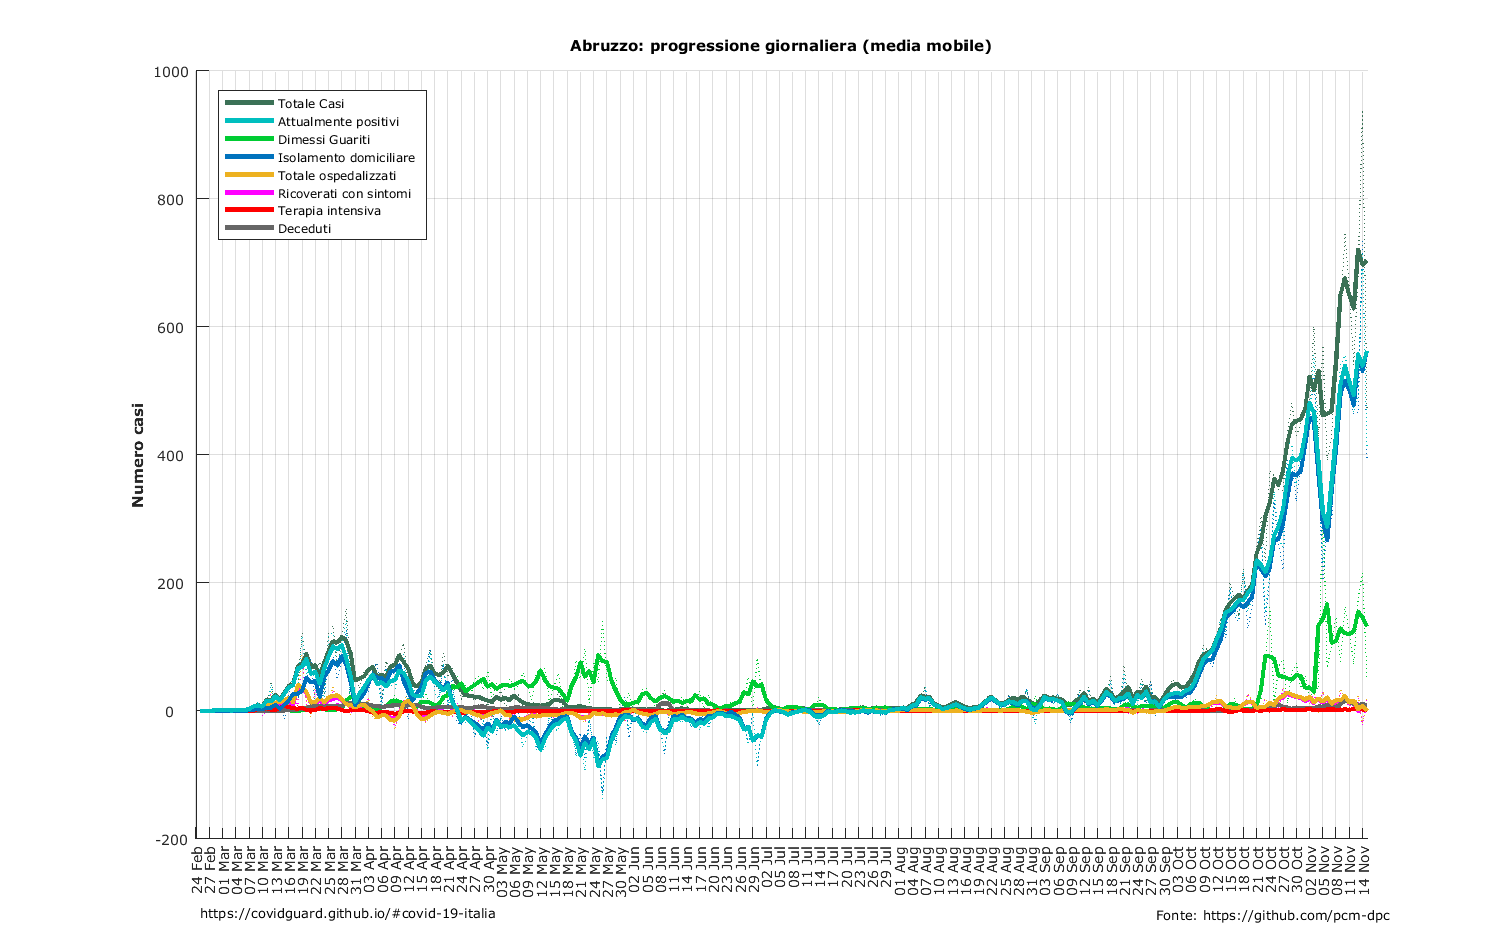 Abruzzo: progressione giornaliera (media mobile)
1000
800
600
400
200
0
-200
Numero casi
Totale Casi
Attualmente positivi
Dimessi Guariti
Isolamento domiciliare
Totale ospedalizzati
Ricoverati con sintomi
Terapia intensiva
Deceduti
24 Feb
27 Feb
01 Mar
04 Mar
07 Mar
10 Mar
13 Mar
16 Mar
19 Mar
22 Mar
25 Mar
28 Mar
31 Mar
03 Apr
06 Apr
09 Apr
12 Apr
15 Apr
18 Apr
21 Apr
24 Apr
27 Apr
30 Apr
03 May
06 May
09 May
12 May
15 May
18 May
21 May
24 May
27 May
30 May
02 Jun
05 Jun
08 Jun
11 Jun
14 Jun
17 Jun
20 Jun
23 Jun
26 Jun
29 Jun
02 Jul
05 Jul
08 Jul
11 Jul
14 Jul
17 Jul
20 Jul
23 Jul
26 Jul
29 Jul
01 Aug
04 Aug
07 Aug
10 Aug
13 Aug
16 Aug
19 Aug
22 Aug
25 Aug
28 Aug
31 Aug
03 Sep
06 Sep
09 Sep
12 Sep
15 Sep
18 Sep
21 Sep
24 Sep
27 Sep
30 Sep
03 Oct
06 Oct
09 Oct
12 Oct
15 Oct
18 Oct
21 Oct
24 Oct
27 Oct
30 Oct
02 Nov
05 Nov
08 Nov
11 Nov
14 Nov
https://covidguard.github.io/#covid-19-italia
Fonte: https://github.com/pcm-dpc